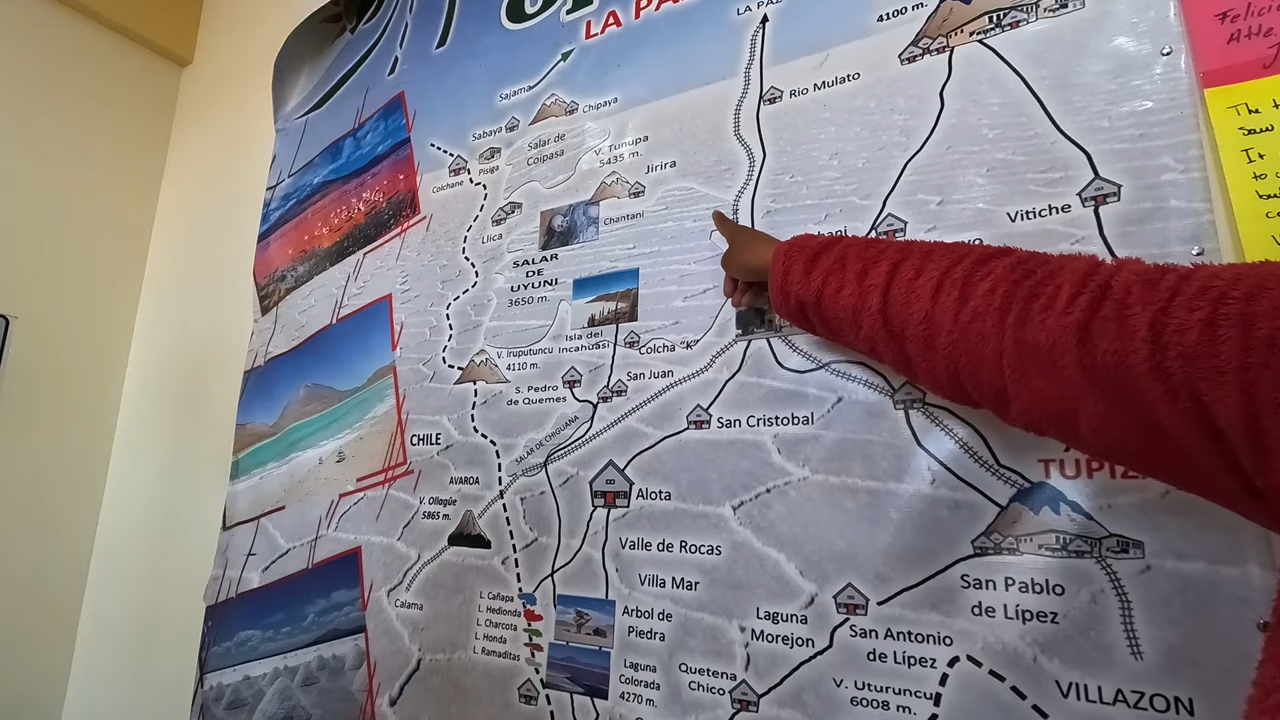 LA PAZ
4100 m.
Sajama
Rio Mulato
Chipaya
Sabaya
Salar de
Coipasa
V. Tunupa
5435 m.
Pisiga
Colchane
Jirira
Chantani
Llica
Vitiche
SALAR
DE
UYUNI
3650 m.
Isla del
Incahuasi
Colcha "K"
V. Iruputuncu
4110 m.
San Juan
S. Pedro
de Quemes
CHILE
SALAR DE CHIGUANA
San Cristobal
AVAROA
V. Ollagüe
5865 m.
Alota
Valle de Rocas
Villa Mar
Calama
San Pablo
de Lípez
L. Cañapa
L. Hedionda
L. Charcota
L. Honda
L. Ramaditas
Arbol de
Piedra
Laguna
Morejon
San Antonio
de Lípez
Laguna
Colorada
4270 m.
Quetena
Chico
V. Uturuncu
6008 m.
VILLAZON
The
saw
It
to